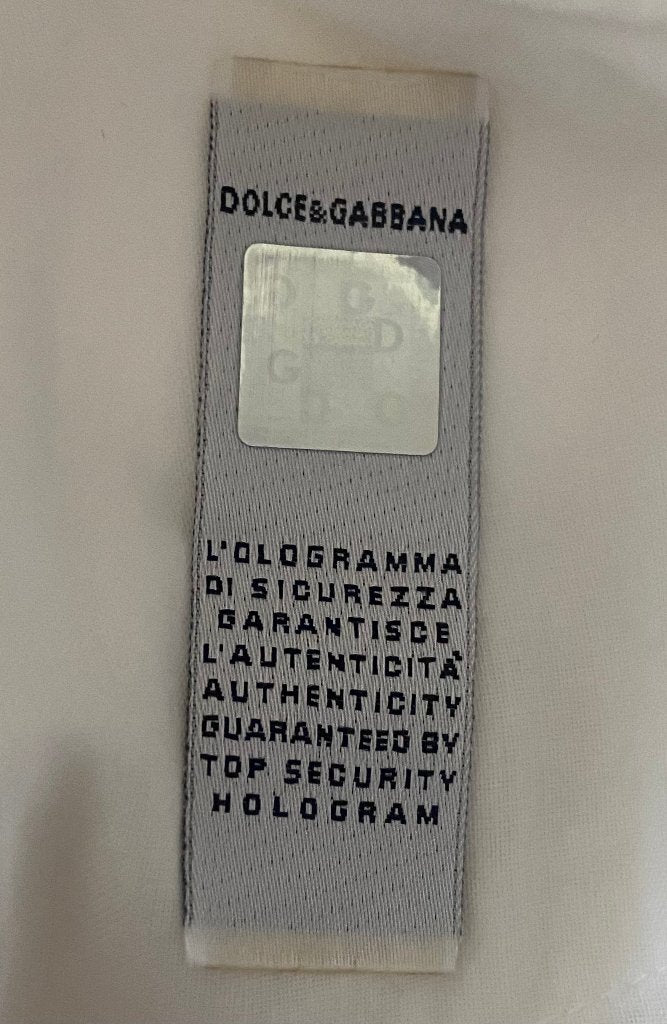 DOLCE&GABBANA
D G
D
G
D G
L'OLOGRAMMA
DI SICUREZZA
GARANTISCE
L'AUTENTICITÀ
AUTHENTICITY
GUARANTEED BY
TOP SECURITY
HOLOGRAM